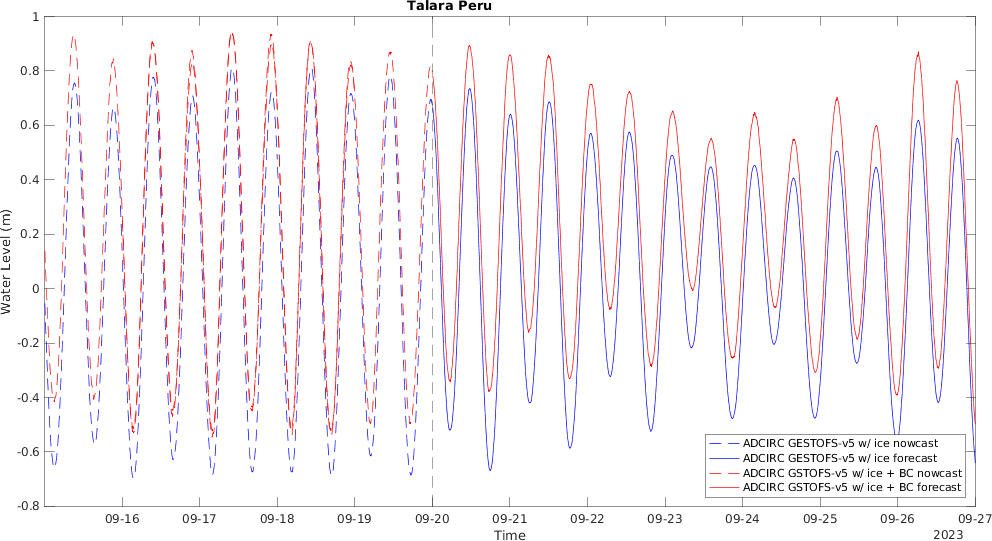 Talara Peru
1
0.8
0.6
0.4
0.2
0
-0.2
-0.4
-0.6
-0.8
Water Level (m)
ADCIRC GESTOFS-v5 w/ ice nowcast
ADCIRC GESTOFS-v5 w/ ice forecast
ADCIRC GSTOFS-v5 w/ ice + BC nowcast
ADCIRC GSTOFS-v5 w/ ice + BC forecast
09-16 09-17 09-18 09-19 09-20 09-21 09-22 09-23 09-24 09-25 09-26 09-27
Time
2023